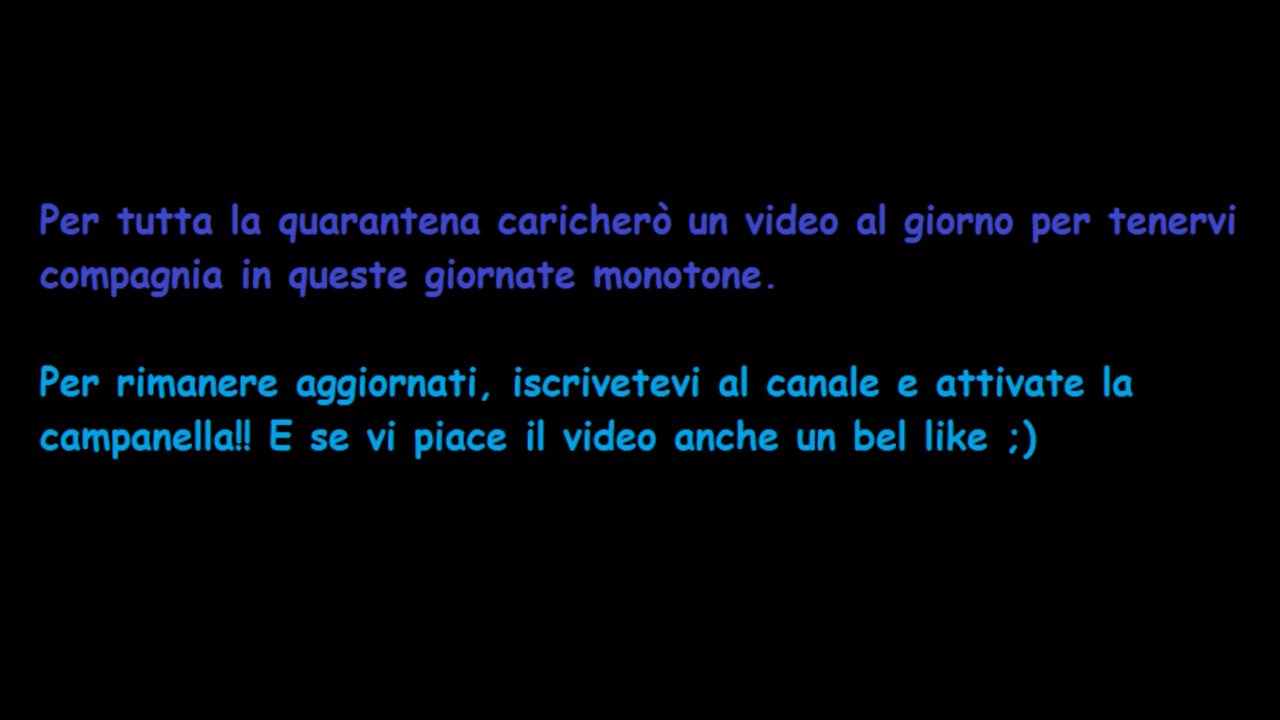 Per tutta la quarantena caricherò un video al giorno per tenervi
compagnia in queste giornate monotone.
Per rimanere aggiornati, iscrivetevi al canale e attivate la
campanella!! E se vi piace il video anche un bel like ;)